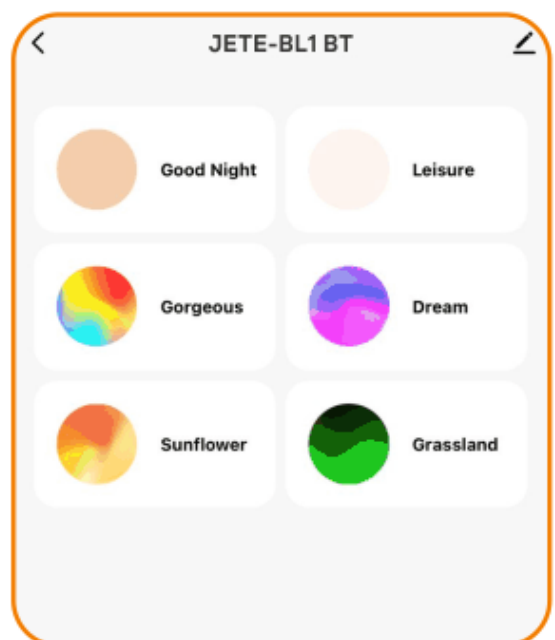 JETE-BL1 BT
Good Night
Leisure
Gorgeous
Dream
Sunflower
Grassland